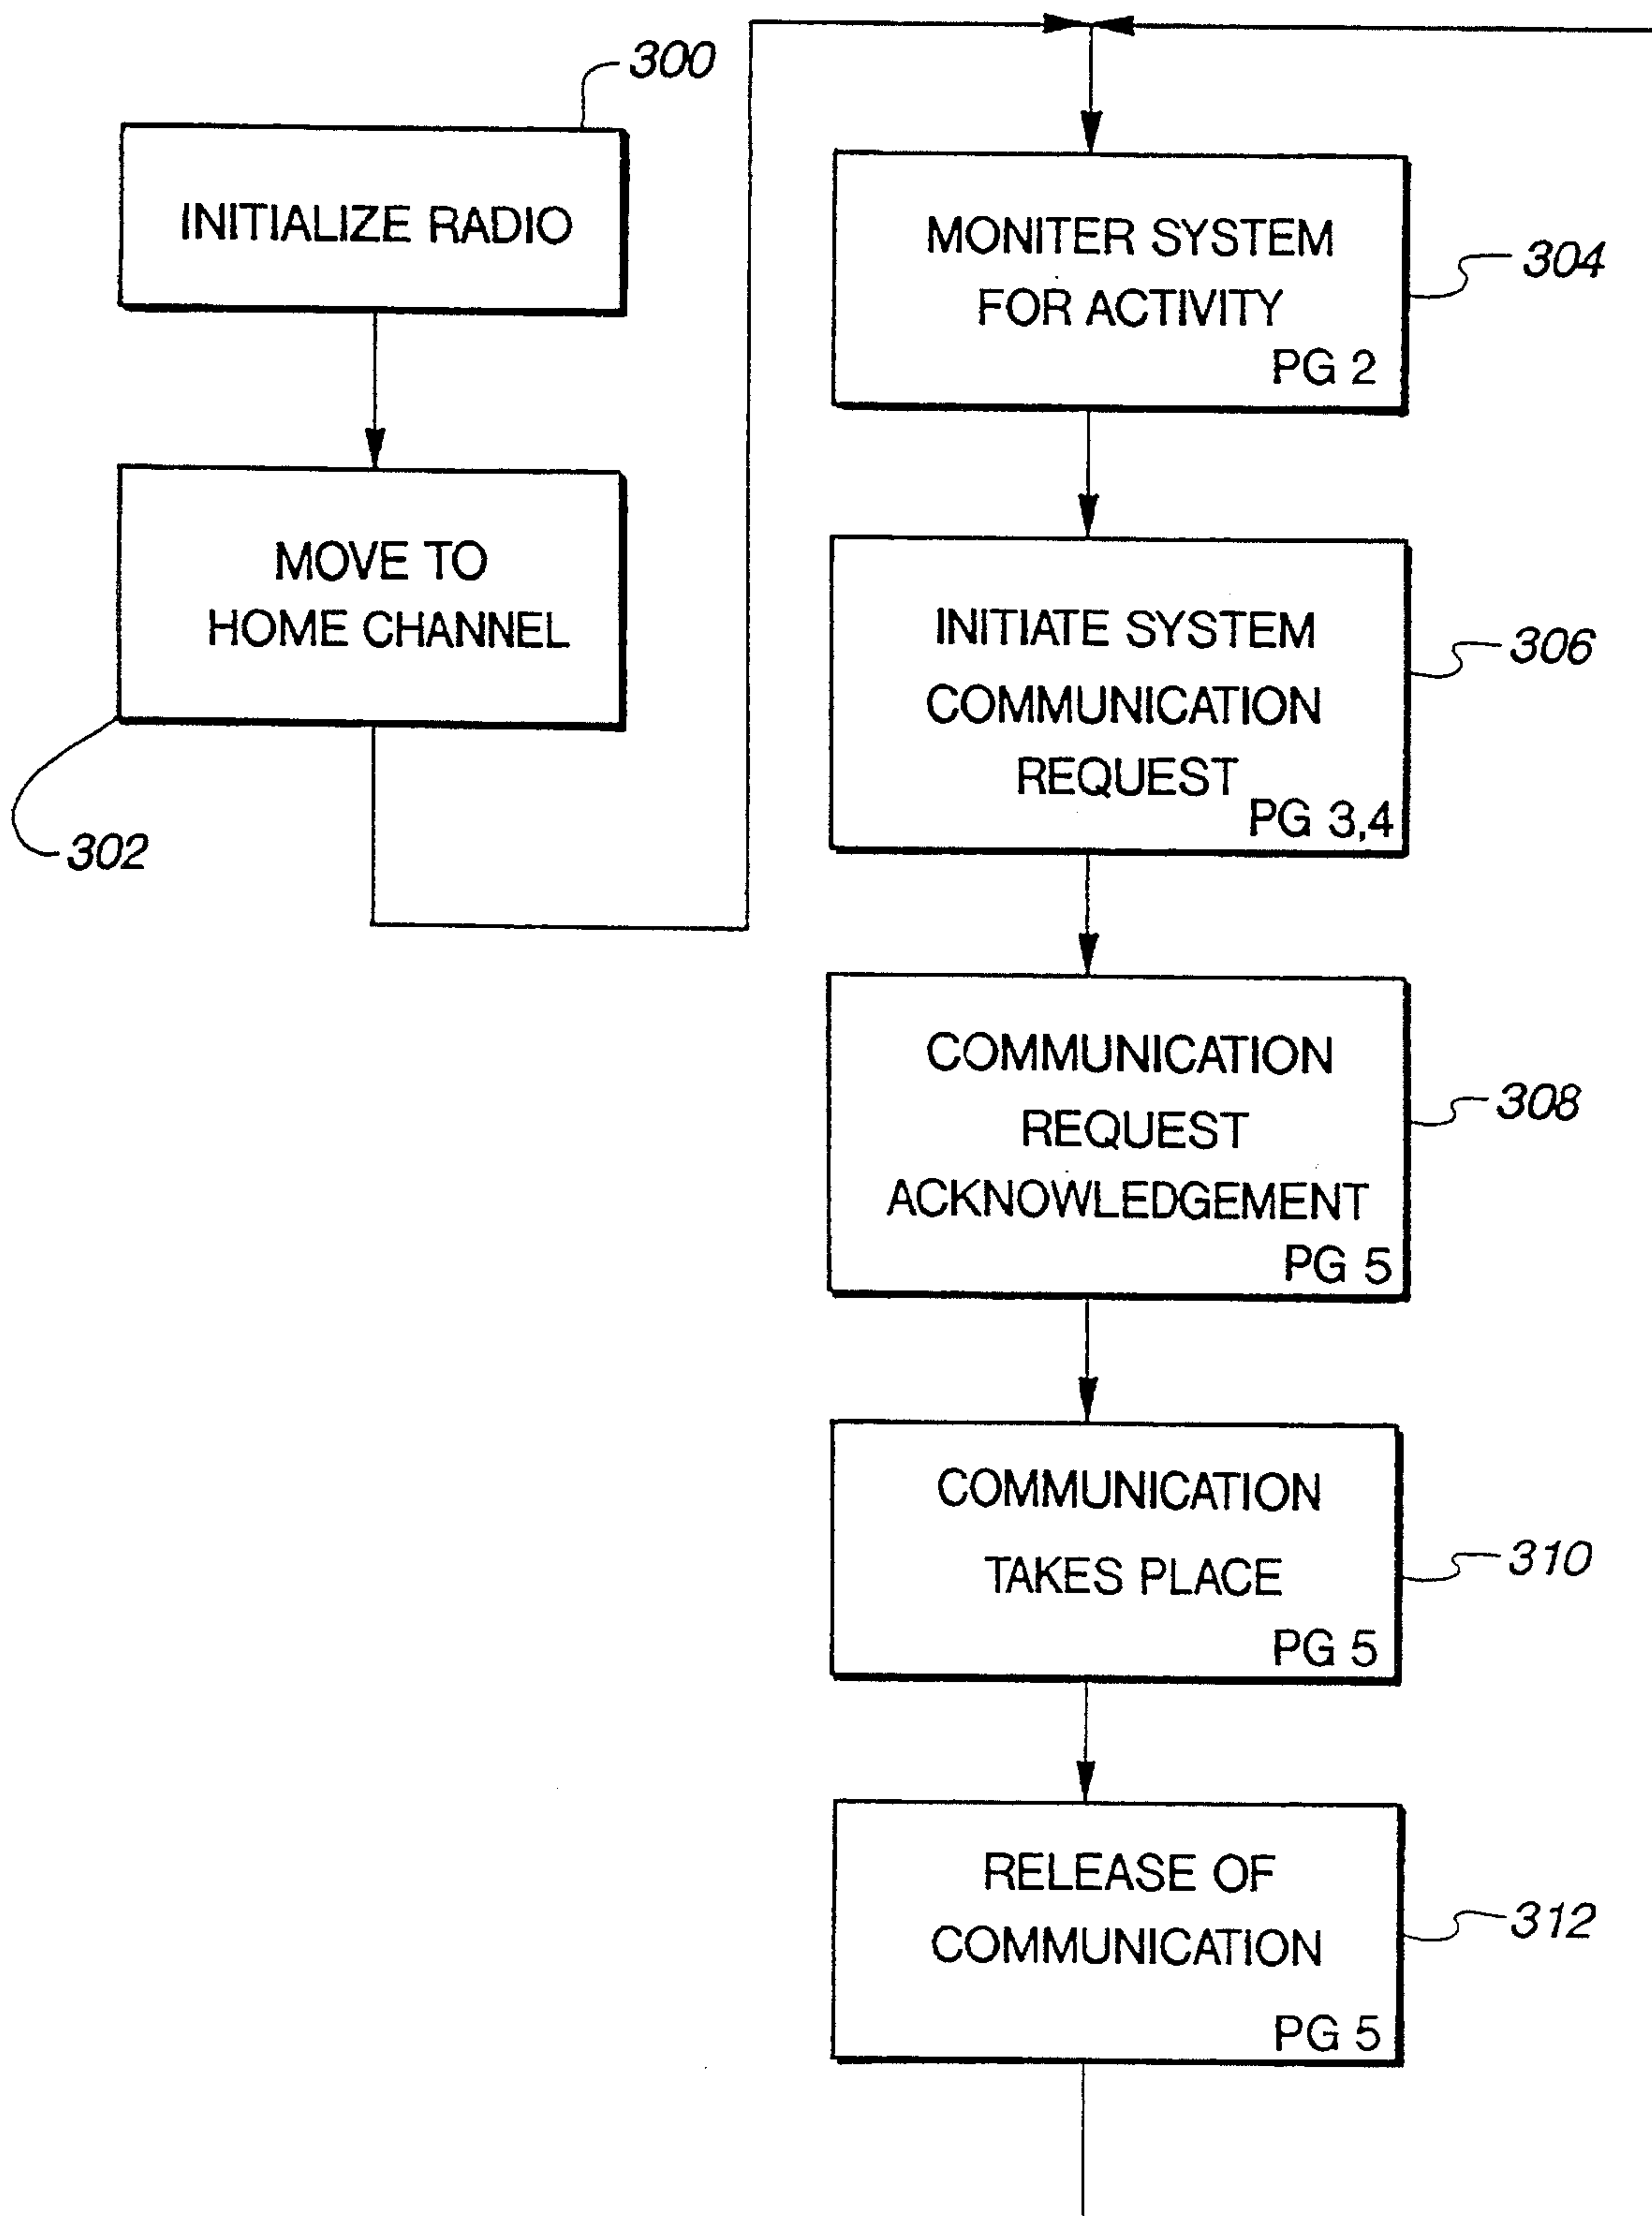 300
INITIALIZE RADIO
MOVE TO
HOME CHANNEL
302
MONITER SYSTEM
FOR ACTIVITY
PG 2
304
INITIATE SYSTEM
COMMUNICATION
REQUEST
PG 3,4
306
COMMUNICATION
REQUEST
ACKNOWLEDGEMENT
PG 5
308
COMMUNICATION
TAKES PLACE
PG 5
310
RELEASE OF
COMMUNICATION
PG 5
312